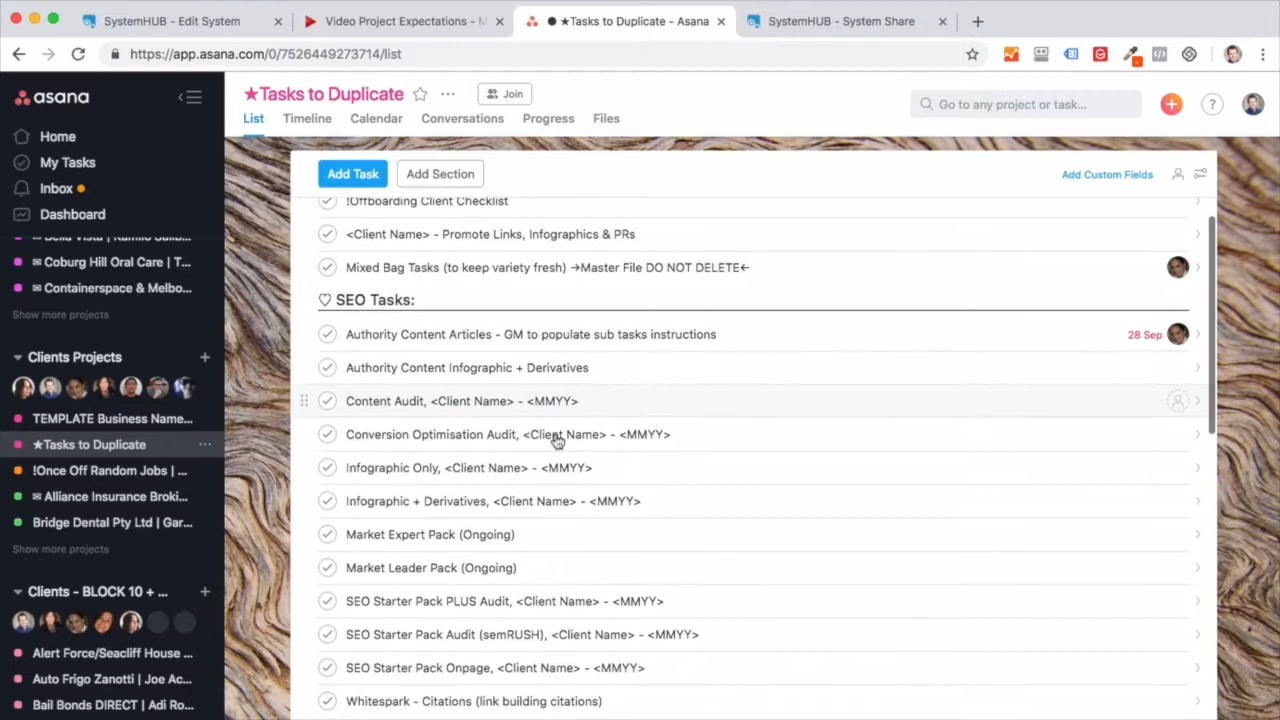 SystemHUB - Edit System
Video Project Expectations - M
★Tasks to Duplicate - Asana
SystemHUB - System Share
https://app.asana.com/0/7526449273714/list
asana
Home
My Tasks
Inbox
Dashboard
Coburg Hill Oral Care | T...
Containerspace & Melbo...
Show more projects
Clients Projects
TEMPLATE Business Name...
★Tasks to Duplicate
!Once Off Random Jobs | ...
Alliance Insurance Broki...
Bridge Dental Pty Ltd | Gar...
Show more projects
Clients - BLOCK 10 + ...
Alert Force/Seacliff House ...
Auto Frigo Zanotti | Joe Ac...
Bail Bonds DIRECT | Adi Ro...
★Tasks to Duplicate
Join
Go to any project or task...
List
Timeline
Calendar
Conversations
Progress
Files
Add Task
Add Section
Add Custom Fields
!Offboarding Client Checklist
<Client Name> - Promote Links, Infographics & PRs
Mixed Bag Tasks (to keep variety fresh) →Master File DO NOT DELETE←
♡ SEO Tasks:
Authority Content Articles - GM to populate sub tasks instructions
28 Sep
Authority Content Infographic + Derivatives
Content Audit, <Client Name> - <MMYY>
Conversion Optimisation Audit, <Client Name> - <MMYY>
Infographic Only, <Client Name> - <MMYY>
Infographic + Derivatives, <Client Name> - <MMYY>
Market Expert Pack (Ongoing)
Market Leader Pack (Ongoing)
SEO Starter Pack PLUS Audit, <Client Name> - <MMYY>
SEO Starter Pack Audit (semRUSH), <Client Name> - <MMYY>
SEO Starter Pack Onpage, <Client Name> - <MMYY>
Whitespark - Citations (link building citations)